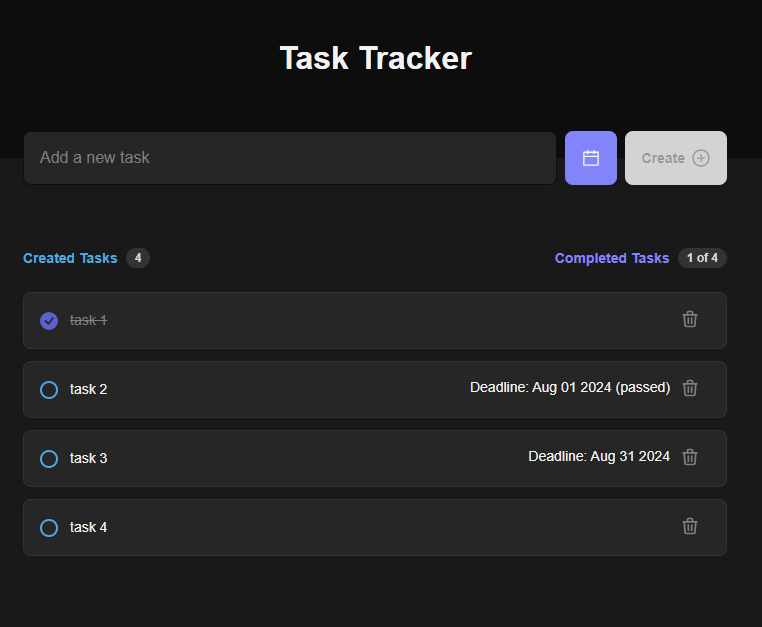 Task Tracker
Add a new task
Create
Created Tasks 4
Completed Tasks 1 of 4
task 1
task 2
Deadline: Aug 01 2024 (passed)
task 3
Deadline: Aug 31 2024
task 4